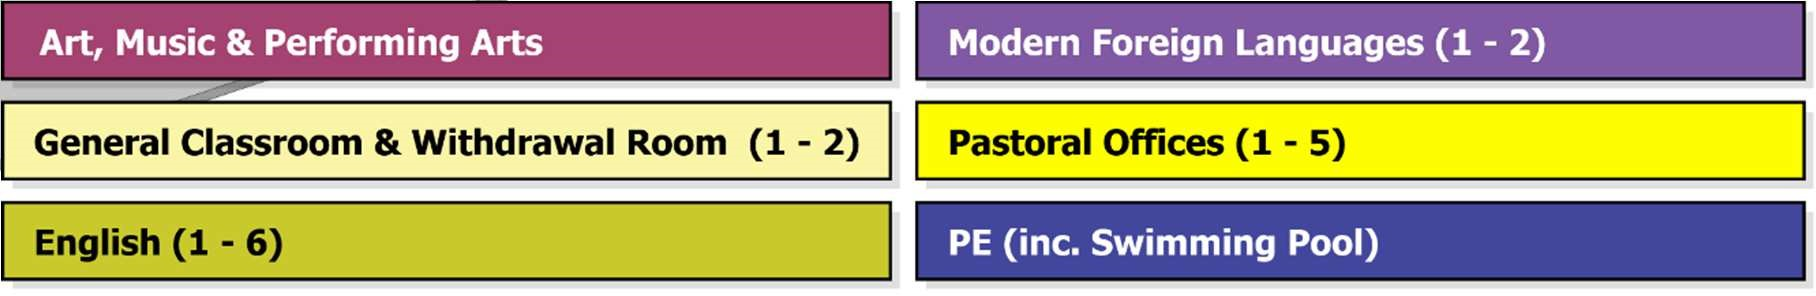 Art, Music & Performing Arts
Modern Foreign Languages (1 - 2)
General Classroom & Withdrawal Room (1 - 2)
Pastoral Offices (1 - 5)
English (1 - 6)
PE (inc. Swimming Pool)